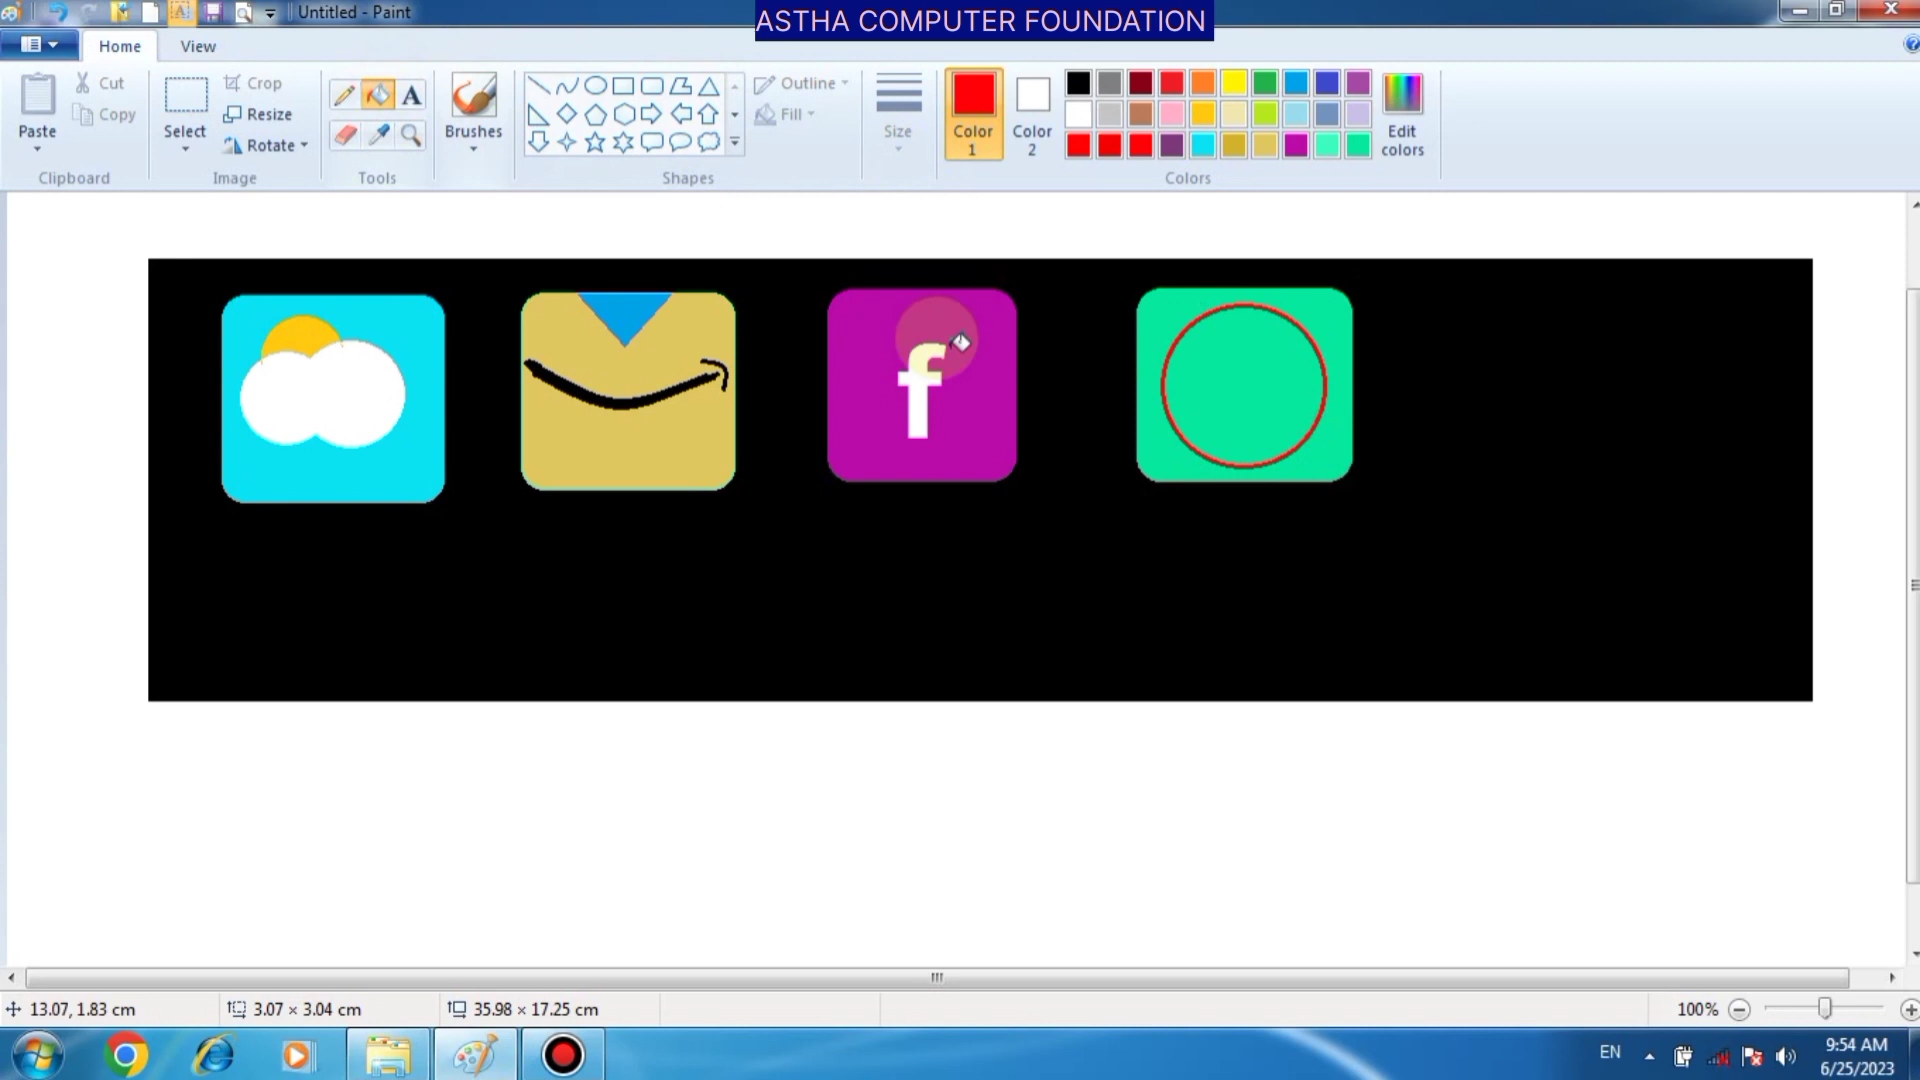 Untitled - Paint
ASTHA COMPUTER FOUNDATION
Home View
Paste
Cut
Copy
Clipboard
Select
Crop
Resize
Rotate
Image
A
Tools
Brushes
Shapes
Outline
Fill
Size
Color 1
Color 2
Colors
Edit colors
f
13.07, 1.83 cm
3.07 × 3.04 cm
35.98 × 17.25 cm
100%
EN
9:54 AM
6/25/2023